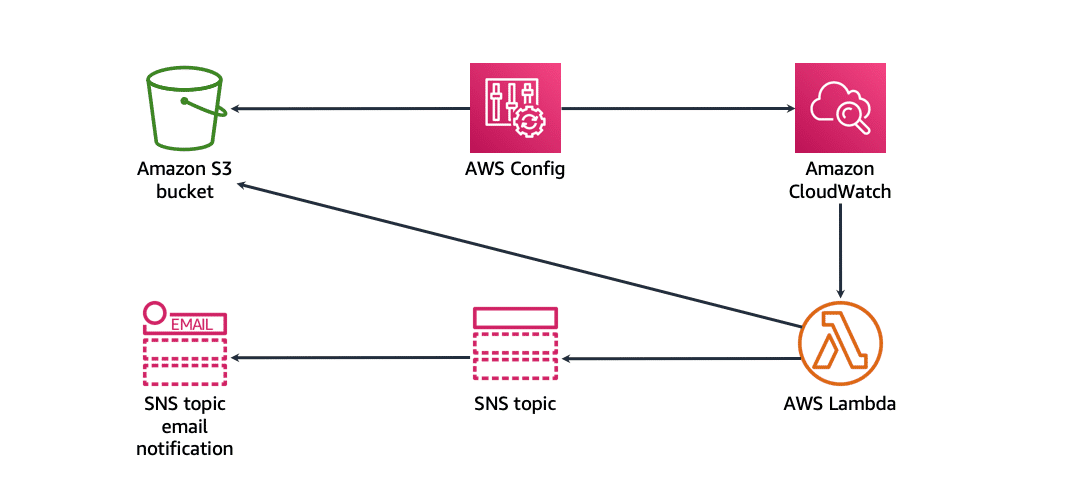 Amazon S3
bucket
AWS Config
Amazon
CloudWatch
EMAIL
SNS topic
email
notification
SNS topic
AWS Lambda